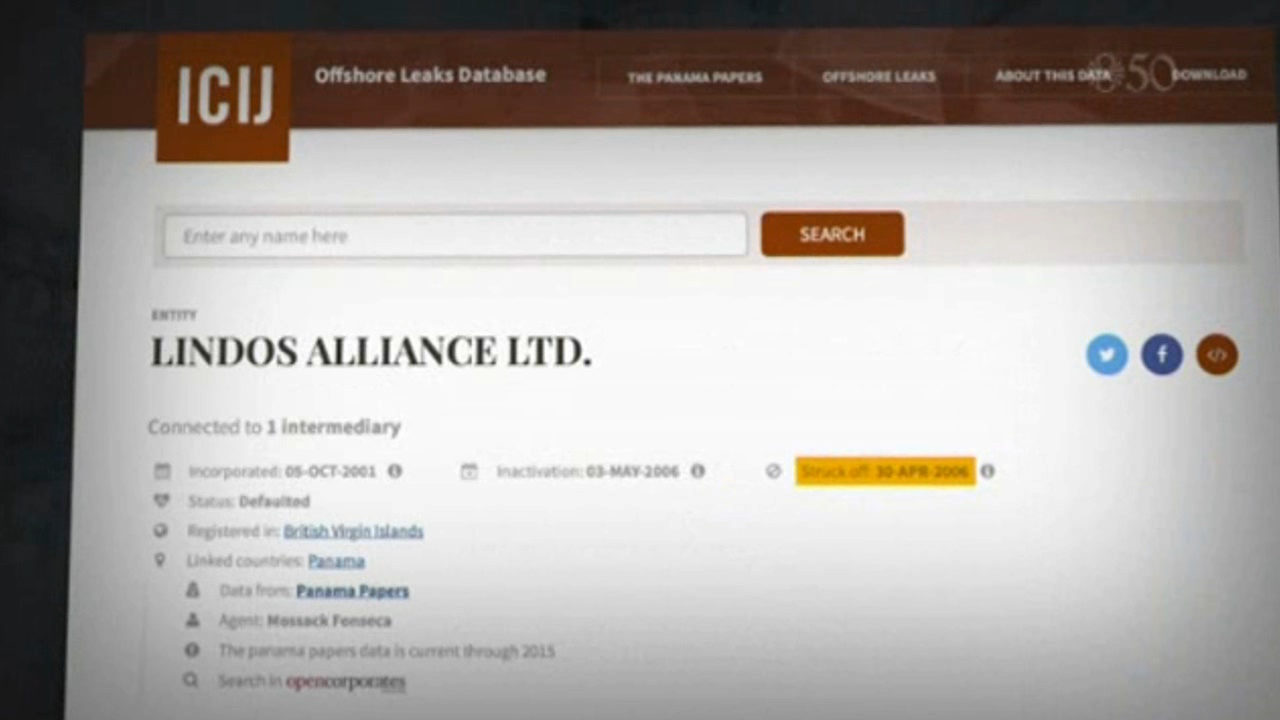 ICIJ
Offshore Leaks Database
THE PANAMA PAPERS
OFFSHORE LEAKS
ABOUT THIS DATA
DOWNLOAD
Enter any name here
SEARCH
ENTITY
LINDOS ALLIANCE LTD.
Connected to 1 intermediary
Incorporated: 05-OCT-2001 Inactivation: 03-MAY-2006 Struck off: 30-APR-2006
Status: Defaulted
Registered in: British Virgin Islands
Linked countries: Panama
Data from: Panama Papers
Agent: Mossack Fonseca
The panama papers data is current through 2015
Search in opencorporates